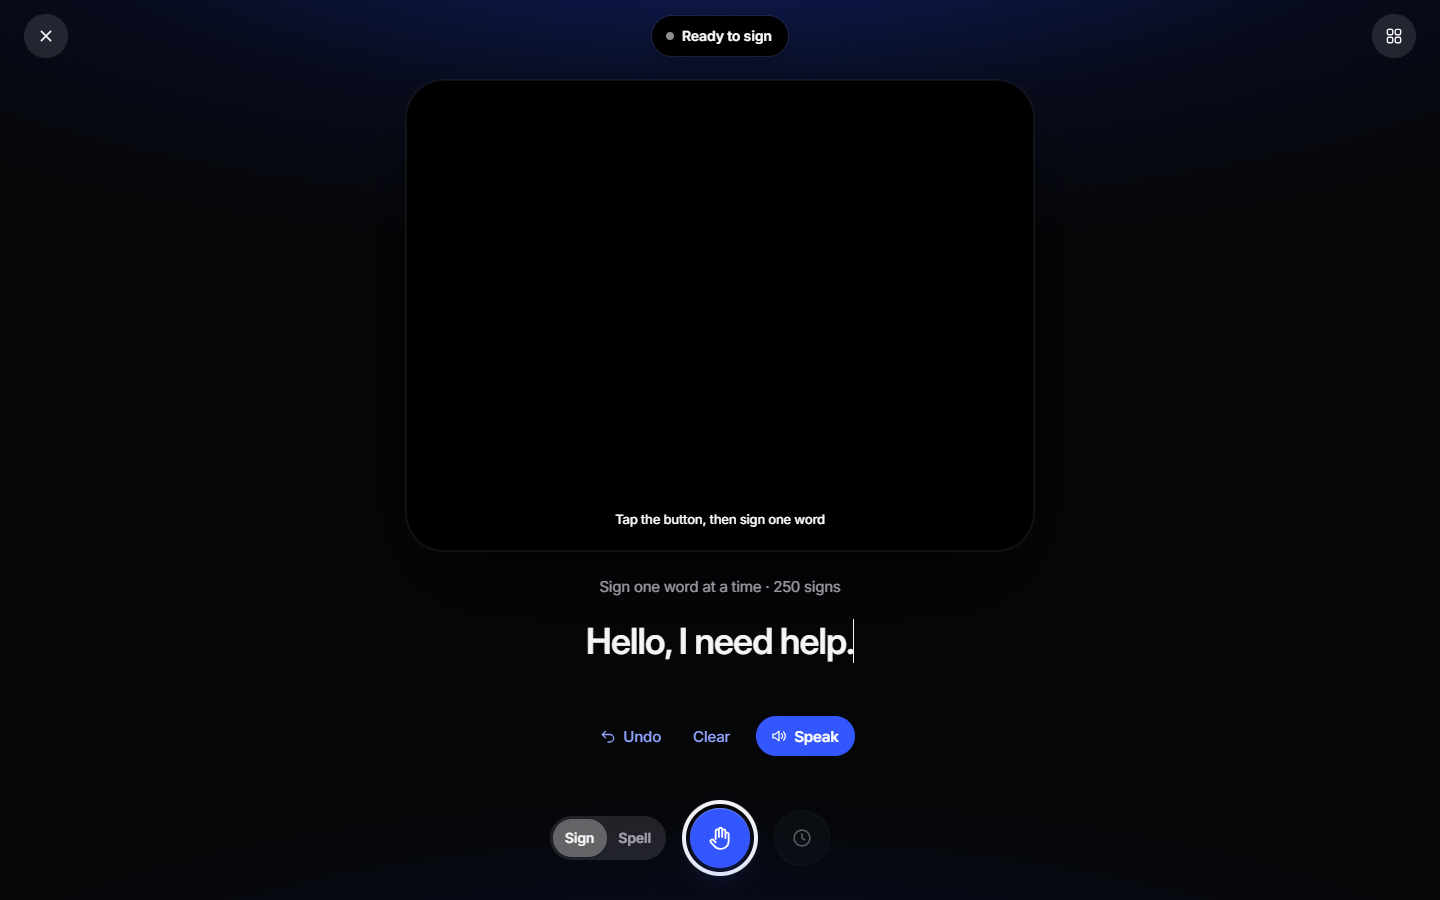 Ready to sign
Tap the button, then sign one word
Sign one word at a time · 250 signs
Hello, I need help.
Undo
Clear
Speak
Sign
Spell